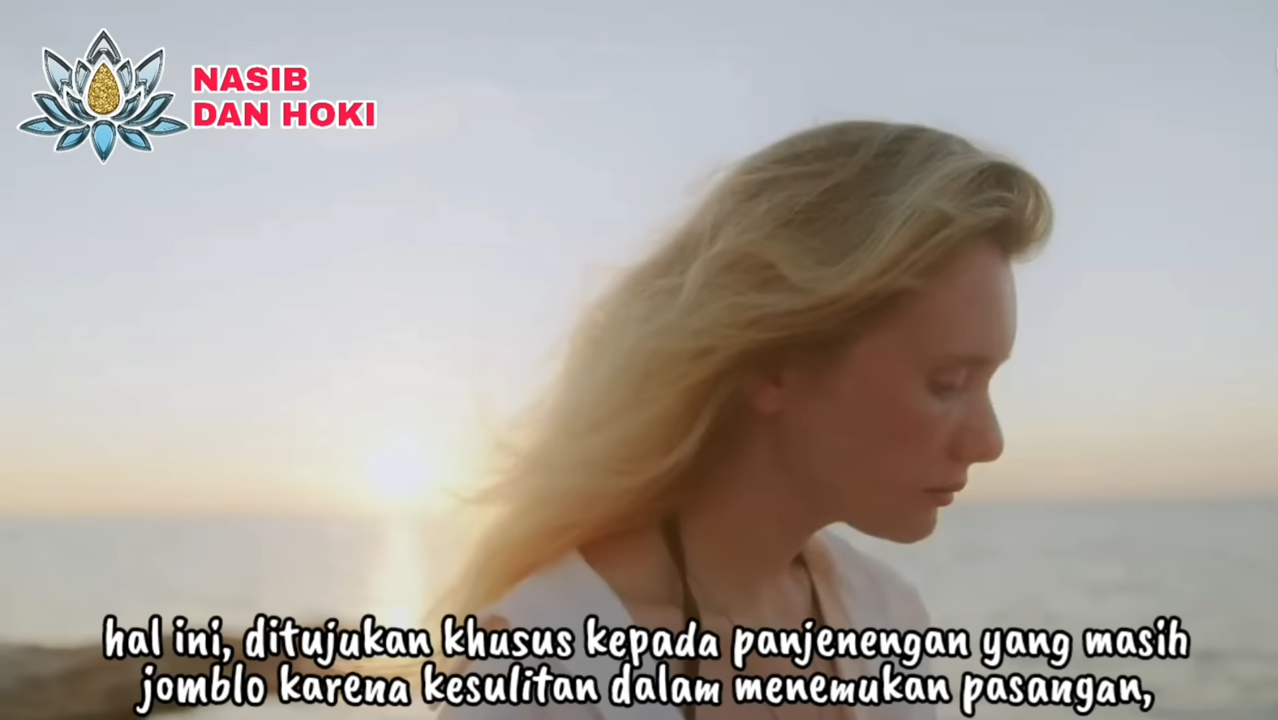 NASIB
DAN HOKI
hal ini, ditujukan khusus kepada panjenengan yang masih
jomblo karena kesulitan dalam menemukan pasangan,